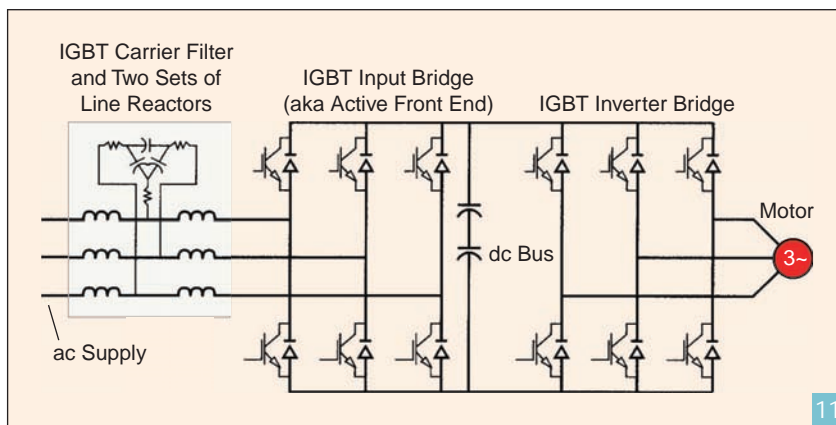 IGBT Carrier Filter
and Two Sets of
Line Reactors
IGBT Input Bridge
(aka Active Front End)
IGBT Inverter Bridge
Motor
3~
dc Bus
ac Supply
11